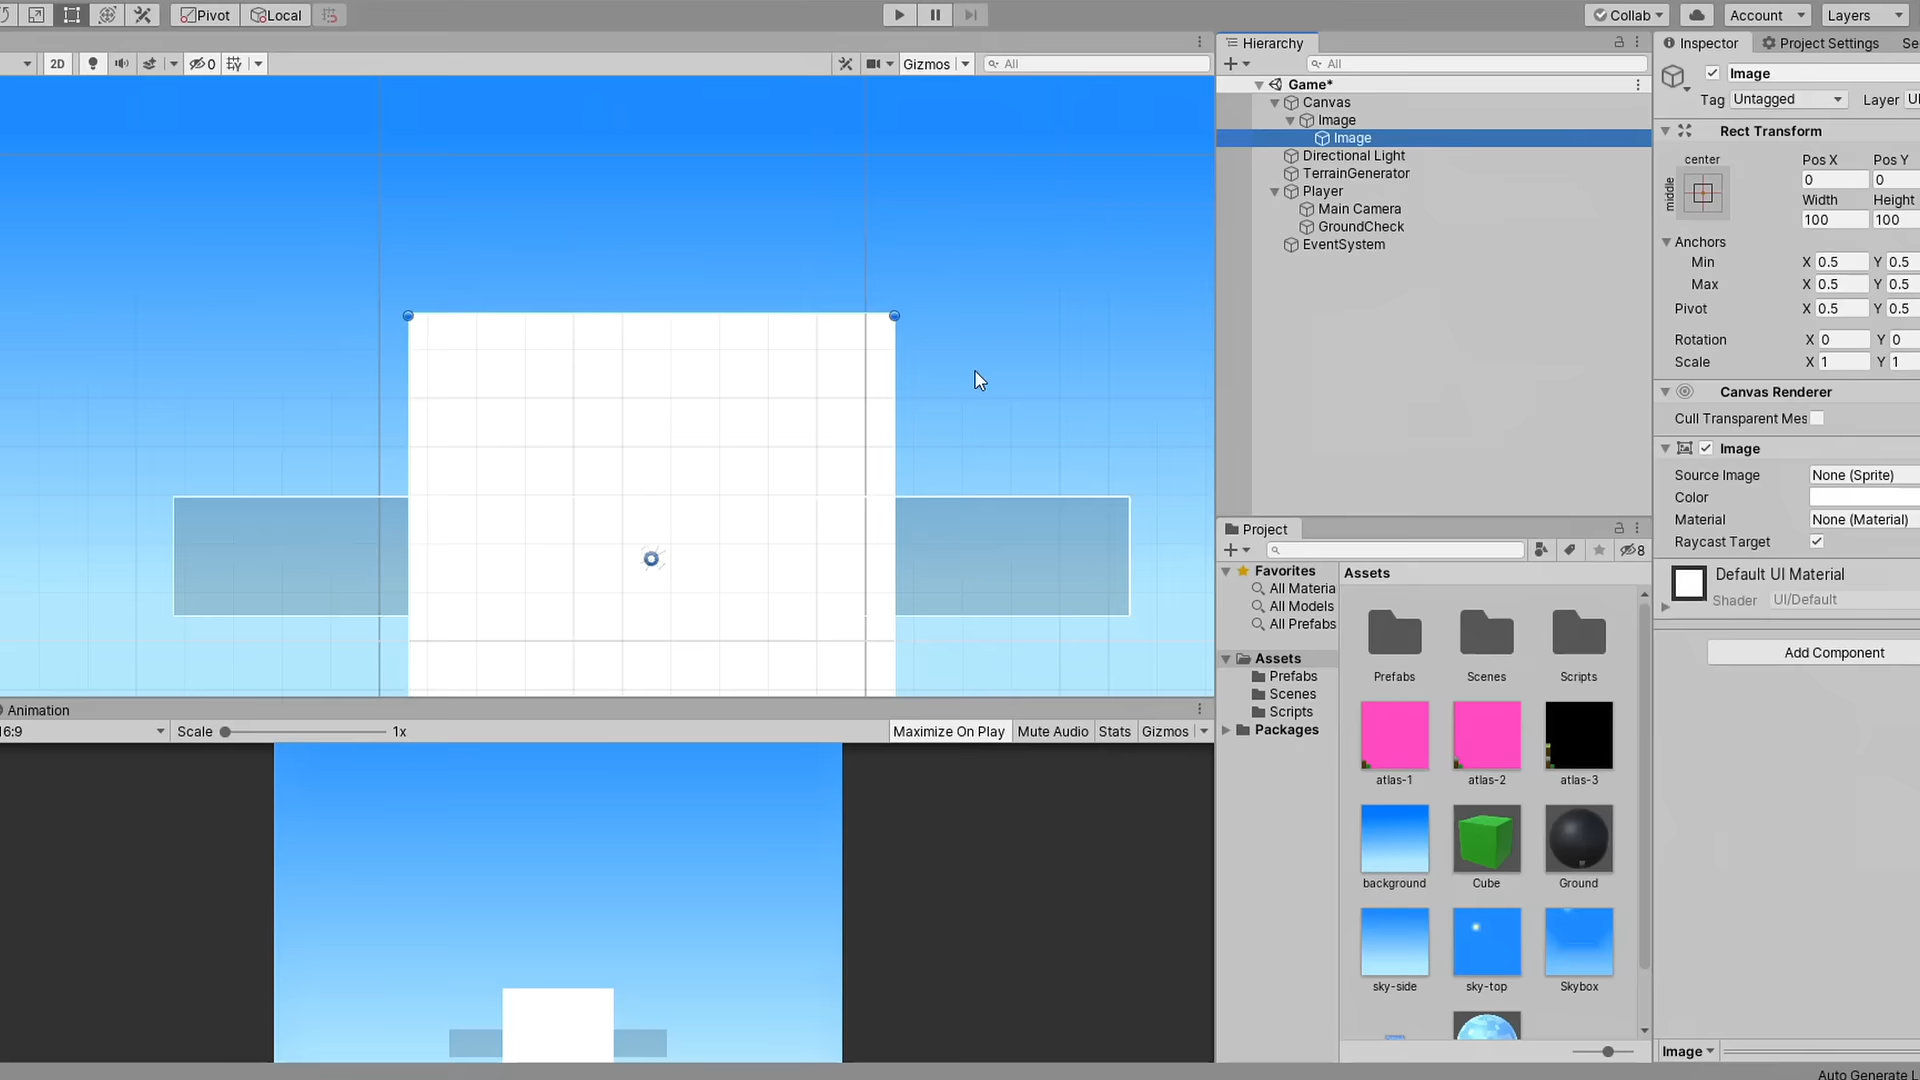 Pivot Local Collab Account Layers
2D 0 Gizmos All
Hierarchy
All
Game*
Canvas
Image
Image
Directional Light
TerrainGenerator
Player
Main Camera
GroundCheck
EventSystem
Inspector Project Settings Se
Image
Tag Untagged Layer UI
Rect Transform
center Pos X Pos Y
middle 0 0
Width Height
100 100
Anchors
Min X 0.5 Y 0.5
Max X 0.5 Y 0.5
Pivot X 0.5 Y 0.5
Rotation X 0 Y 0
Scale X 1 Y 1
Canvas Renderer
Cull Transparent Mes
Image
Source Image None (Sprite)
Color
Material None (Material)
Raycast Target
Default UI Material
Shader UI/Default
Add Component
Image
Auto Generate L
Animation
16:9 Scale 1x Maximize On Play Mute Audio Stats Gizmos
Project
8
Favorites
All Materia
All Models
All Prefabs
Assets
Prefabs
Scenes
Scripts
Packages
Assets
Prefabs Scenes Scripts
atlas-1 atlas-2 atlas-3
background Cube Ground
sky-side sky-top Skybox